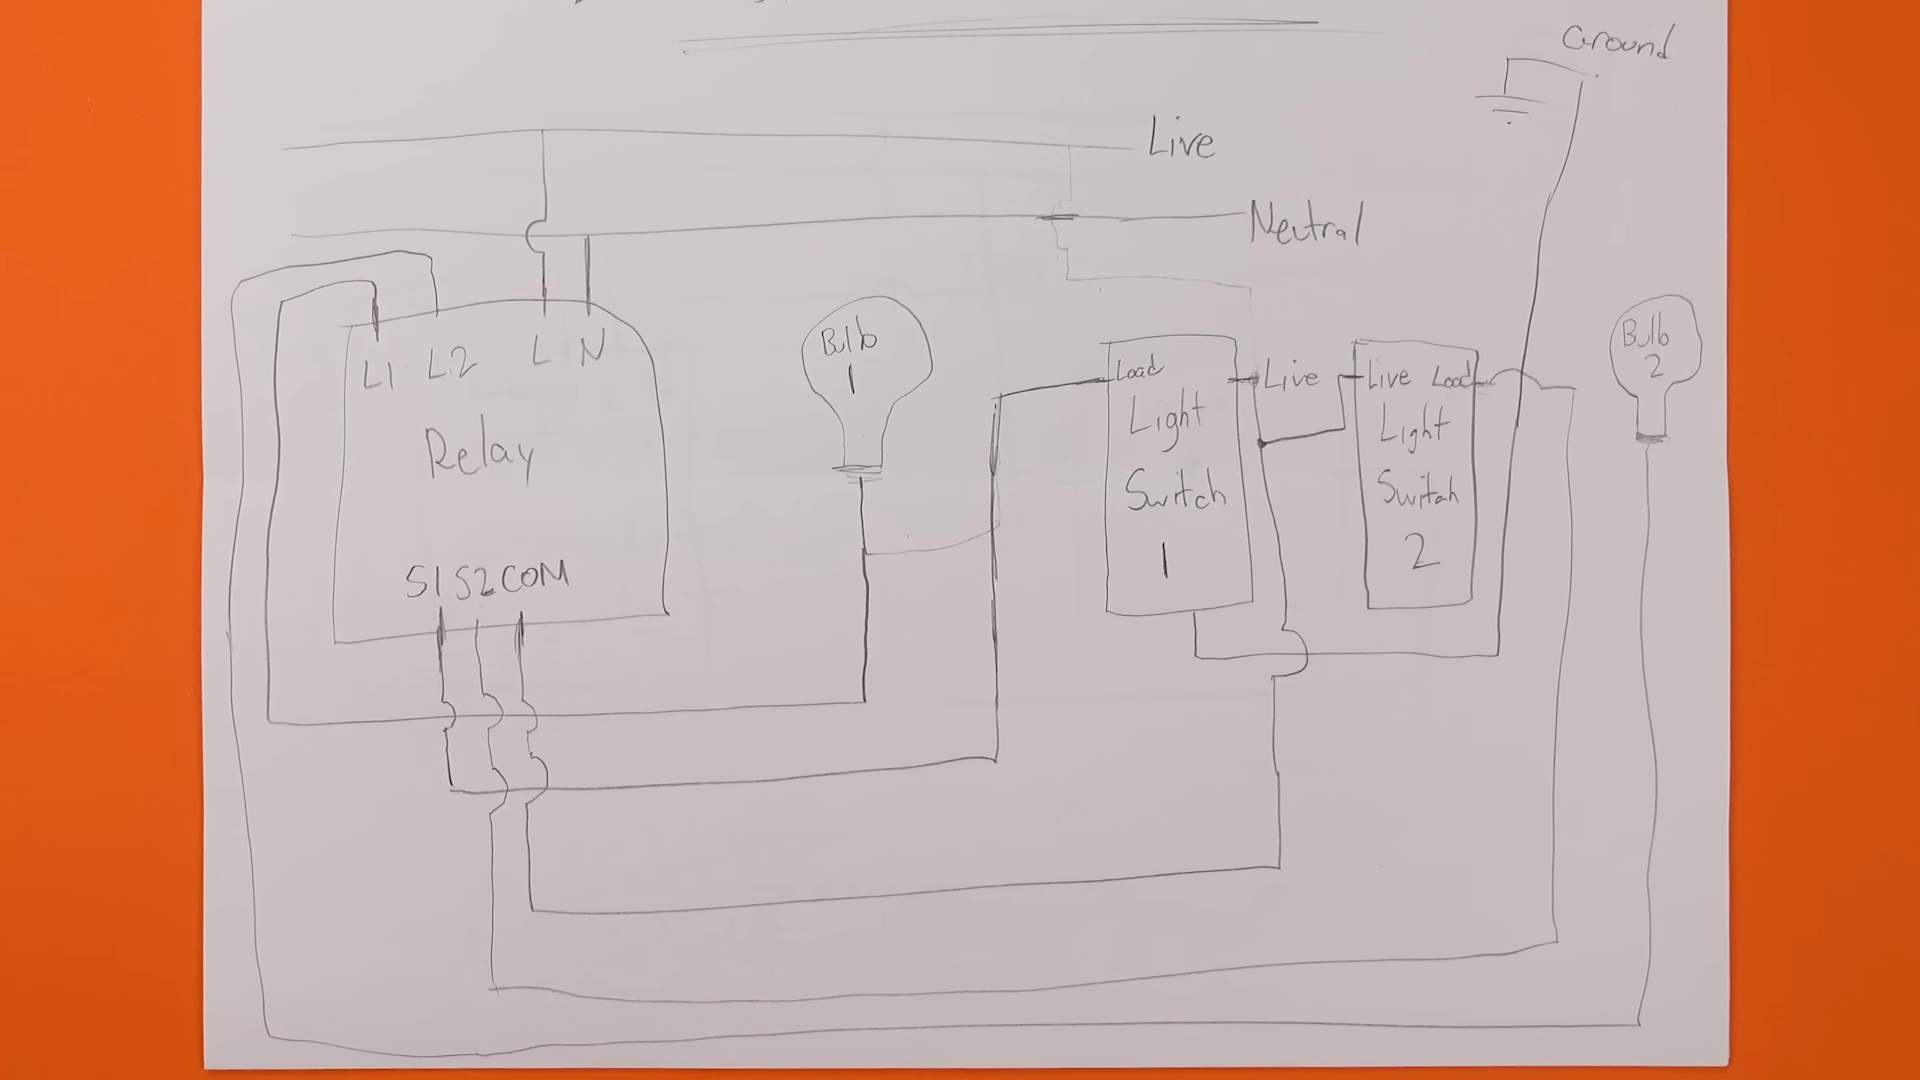 Ground
Live
Neutral
L1 L2 L N
Relay
S1 S2 COM
Bulb
1
Load
Light
Switch
1
Live
Live Load
Light
Switch
2
Bulb
2